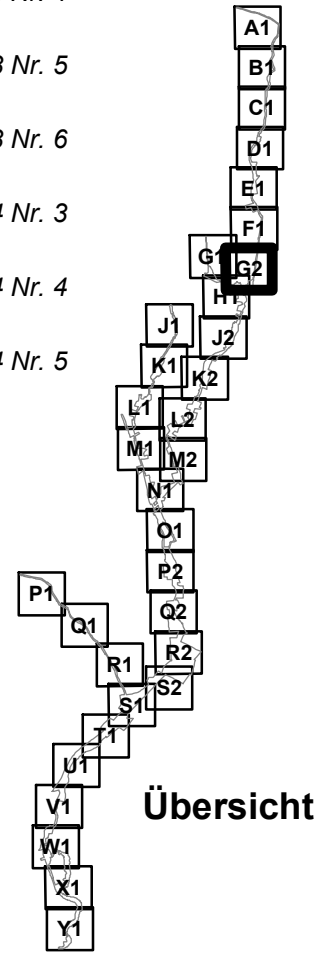 Nr. 5
Nr. 6
Nr. 3
Nr. 4
Nr. 5
A1
B1
C1
D1
E1
F1
G1
G2
H1
J1
J2
K1
K2
L1
L2
M1
M2
N1
O1
P2
P1
Q2
Q1
R2
R1
S2
S1
T1
U1
V1
Übersicht
W1
X1
Y1